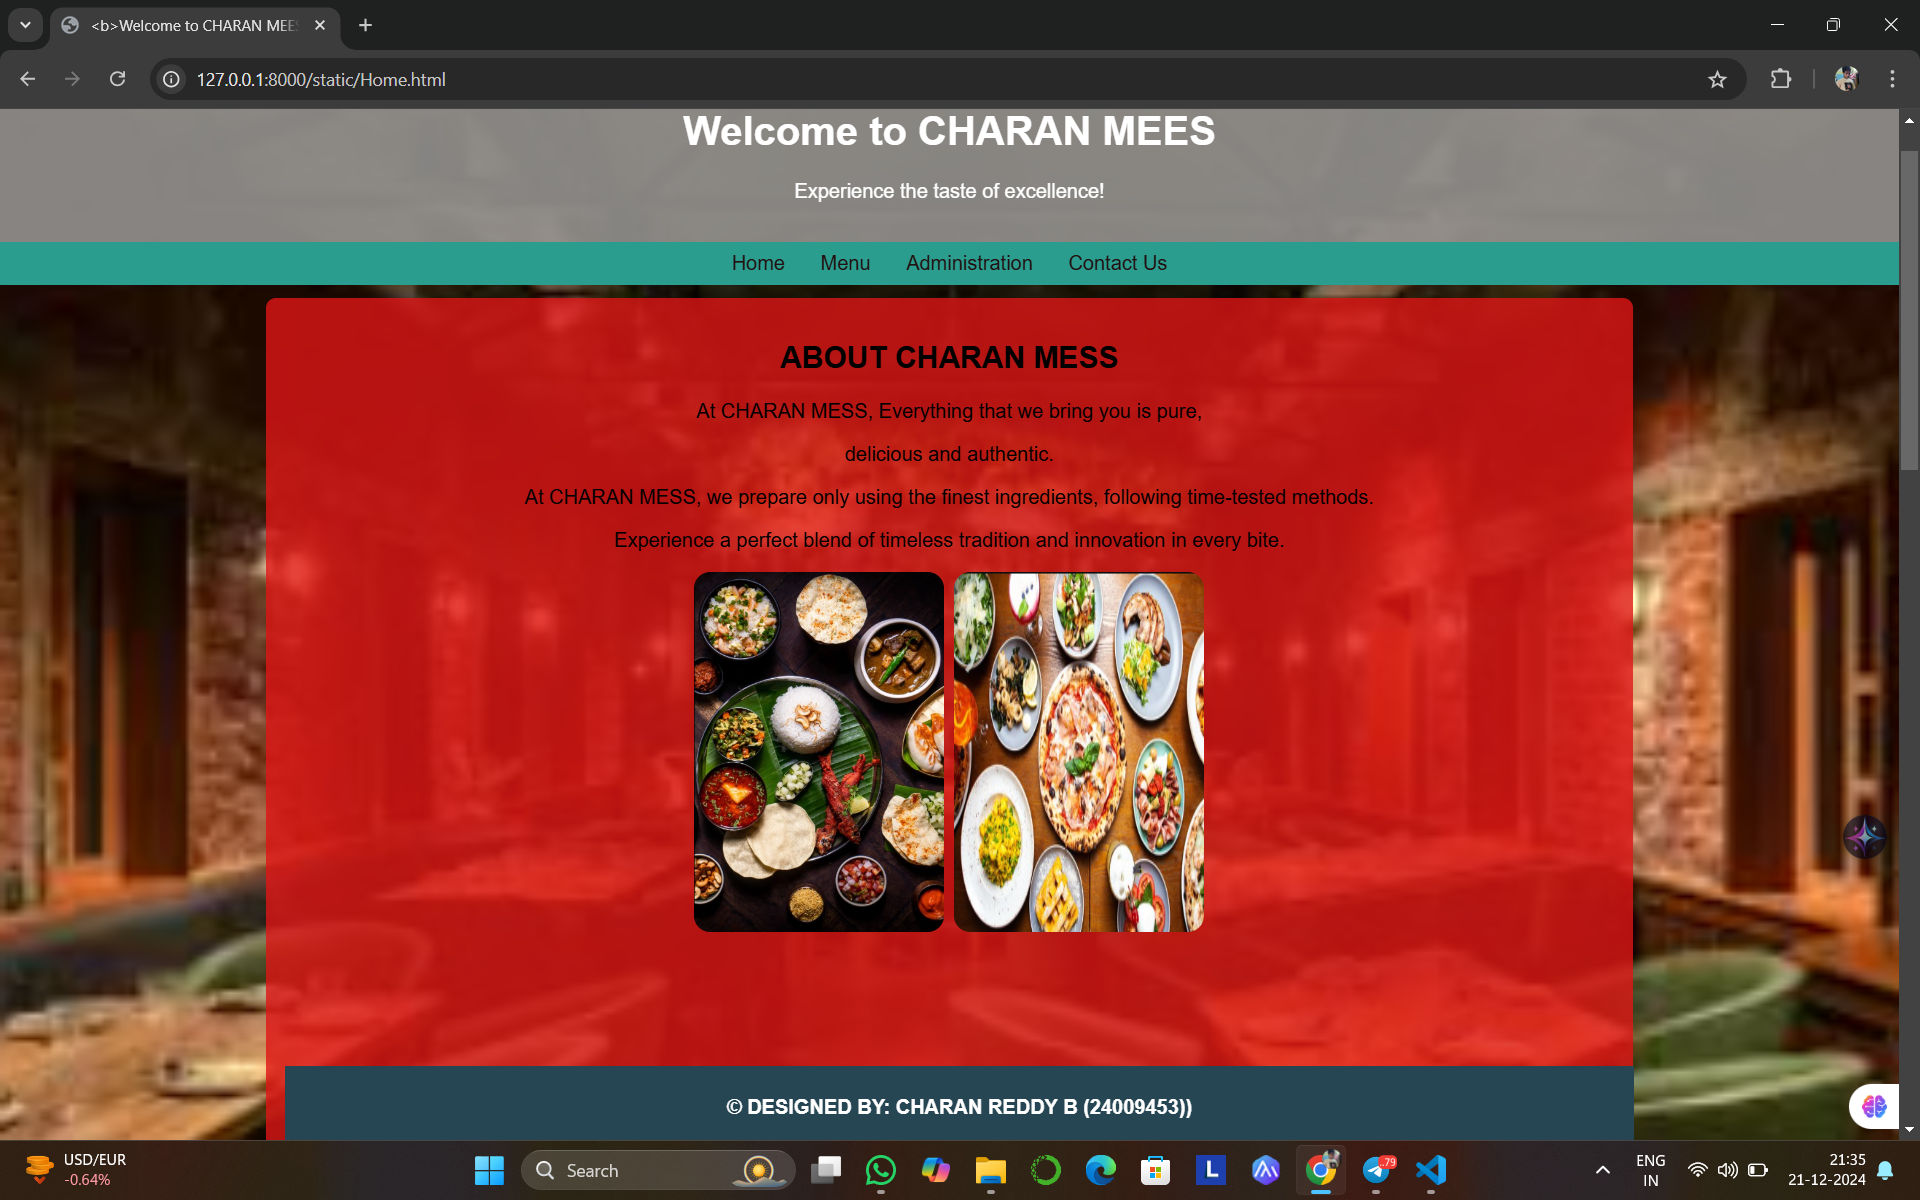 <b>Welcome to CHARAN MEES
127.0.0.1:8000/static/Home.html
Welcome to CHARAN MEES
Experience the taste of excellence!
Home Menu Administration Contact Us
ABOUT CHARAN MESS
At CHARAN MESS, Everything that we bring you is pure,
delicious and authentic.
At CHARAN MESS, we prepare only using the finest ingredients, following time-tested methods.
Experience a perfect blend of timeless tradition and innovation in every bite.
© DESIGNED BY: CHARAN REDDY B (24009453))
USD/EUR
-0.64%
Search
L
79
ENG
IN
21:35
21-12-2024